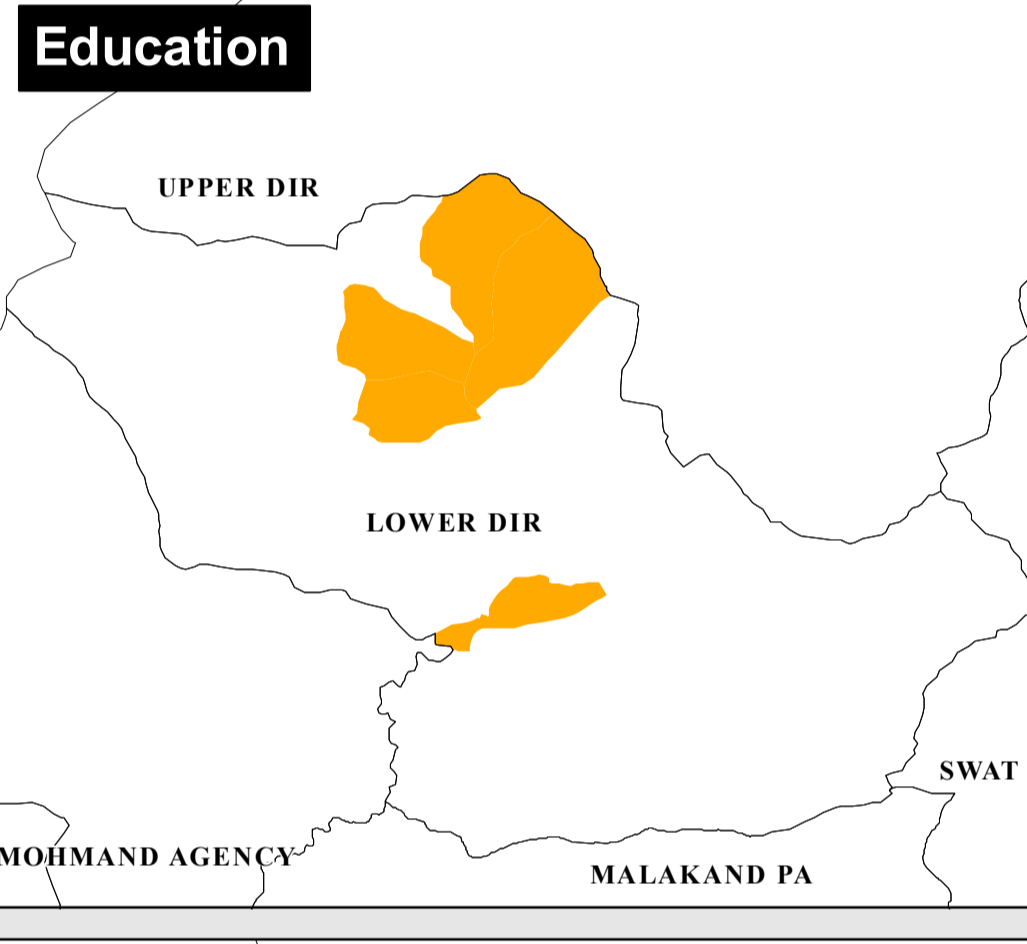 Education
UPPER DIR
LOWER DIR
SWAT
MOHMAND AGENCY
MALAKAND PA